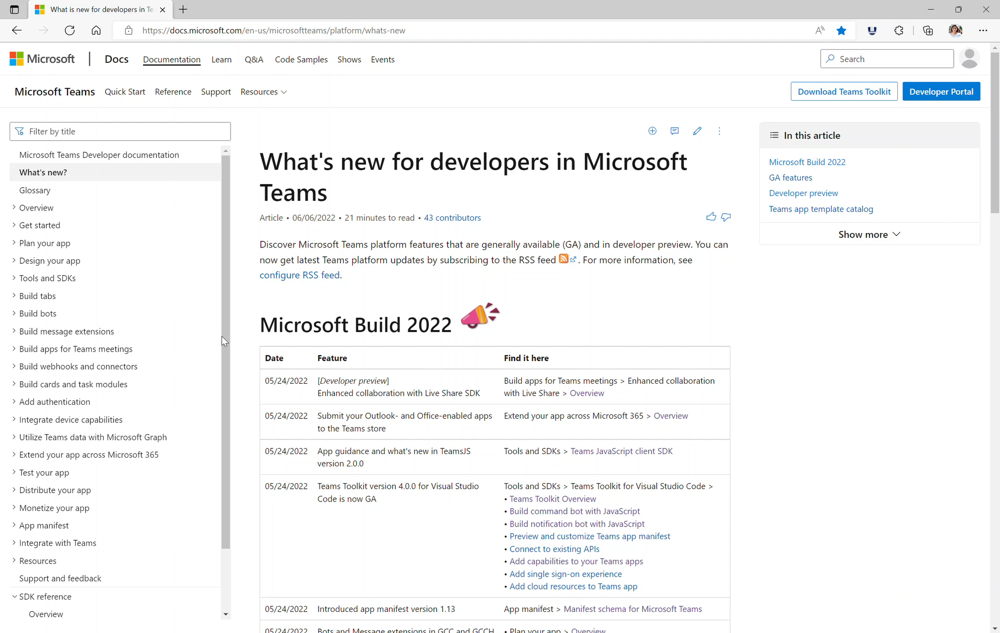 What is new for developers in Te
https://docs.microsoft.com/en-us/microsoftteams/platform/whats-new
Microsoft
Docs Documentation Learn Q&A Code Samples Shows Events
Search
Microsoft Teams Quick Start Reference Support Resources
Download Teams Toolkit Developer Portal
Filter by title
Microsoft Teams Developer documentation
What's new?
Glossary
Overview
Get started
Plan your app
Design your app
Tools and SDKs
Build tabs
Build bots
Build message extensions
Build apps for Teams meetings
Build webhooks and connectors
Build cards and task modules
Add authentication
Integrate device capabilities
Utilize Teams data with Microsoft Graph
Extend your app across Microsoft 365
Test your app
Distribute your app
Monetize your app
App manifest
Integrate with Teams
Resources
Support and feedback
SDK reference
Overview
What's new for developers in Microsoft
Teams
Article • 06/06/2022 • 21 minutes to read • 43 contributors
Discover Microsoft Teams platform features that are generally available (GA) and in developer preview. You can
now get latest Teams platform updates by subscribing to the RSS feed . For more information, see
configure RSS feed.
Microsoft Build 2022
Date Feature Find it here
05/24/2022 [Developer preview]
Enhanced collaboration with Live Share SDK
Build apps for Teams meetings > Enhanced collaboration
with Live Share > Overview
05/24/2022 Submit your Outlook- and Office-enabled apps
to the Teams store
Extend your app across Microsoft 365 > Overview
05/24/2022 App guidance and what's new in TeamsJS
version 2.0.0
Tools and SDKs > Teams JavaScript client SDK
05/24/2022 Teams Toolkit version 4.0.0 for Visual Studio
Code is now GA
Tools and SDKs > Teams Toolkit for Visual Studio Code >
• Teams Toolkit Overview
• Build command bot with JavaScript
• Build notification bot with JavaScript
• Preview and customize Teams app manifest
• Connect to existing APIs
• Add capabilities to your Teams apps
• Add single sign-on experience
• Add cloud resources to Teams app
05/24/2022 Introduced app manifest version 1.13
App manifest > Manifest schema for Microsoft Teams
05/24/2022 Bots and Message extensions in GCC and GCCH
• Plan your app > Overview
In this article
Microsoft Build 2022
GA features
Developer preview
Teams app template catalog
Show more